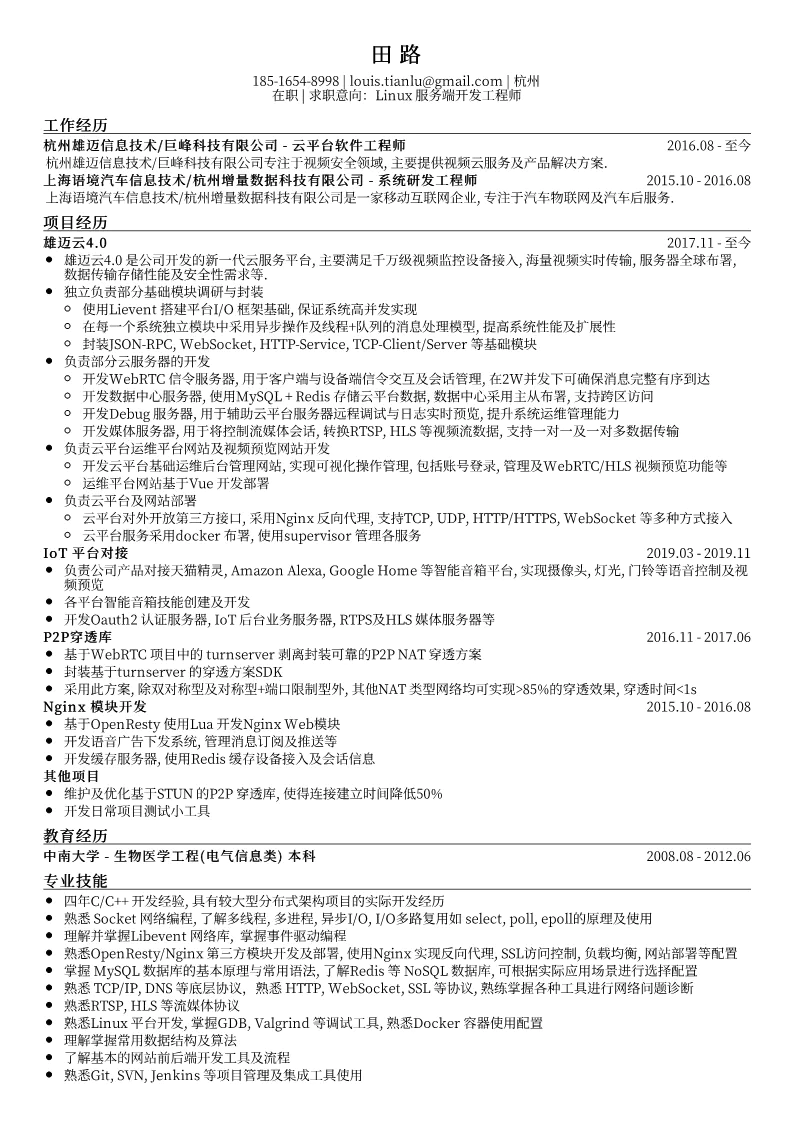 田 路
185-1654-8998 | louis.tianlu@gmail.com | 杭州
在职 | 求职意向: Linux 服务端开发工程师
工作经历
杭州雄迈信息技术/巨峰科技有限公司 - 云平台软件工程师 2016.08 - 至今
杭州雄迈信息技术/巨峰科技有限公司专注于视频安全领域, 主要提供视频云服务及产品解决方案.
上海语境汽车信息技术/杭州增量数据科技有限公司 - 系统研发工程师 2015.10 - 2016.08
上海语境汽车信息技术/杭州增量数据科技有限公司是一家移动互联网企业, 专注于汽车物联网及汽车后服务.
项目经历
雄迈云4.0 2017.11 - 至今
• 雄迈云4.0 是公司开发的新一代云服务平台, 主要满足千万级视频监控设备接入, 海量视频实时传输, 服务器全球布署,
数据传输存储性能及安全性需求等.
• 独立负责部分基础模块调研与封装
◦ 使用Lievent 搭建平台I/O 框架基础, 保证系统高并发实现
◦ 在每一个系统独立模块中采用异步操作及线程+队列的消息处理模型, 提高系统性能及扩展性
◦ 封装JSON-RPC, WebSocket, HTTP-Service, TCP-Client/Server 等基础模块
• 负责部分云服务器的开发
◦ 开发WebRTC 信令服务器, 用于客户端与设备端信令交互及会话管理, 在2W并发下可确保消息完整有序到达
◦ 开发数据中心服务器, 使用MySQL + Redis 存储云平台数据, 数据中心采用主从布署, 支持跨区访问
◦ 开发Debug 服务器, 用于辅助云平台服务器远程调试与日志实时预览, 提升系统运维管理能力
◦ 开发媒体服务器, 用于将控制流媒体会话, 转换RTSP, HLS 等视频流数据, 支持一对一及一对多数据传输
• 负责云平台运维平台网站及视频预览网站开发
◦ 开发云平台基础运维后台管理网站, 实现可视化操作管理, 包括账号登录, 管理及WebRTC/HLS 视频预览功能等
◦ 运维平台网站基于Vue 开发部署
• 负责云平台及网站部署
◦ 云平台对外开放第三方接口, 采用Nginx 反向代理, 支持TCP, UDP, HTTP/HTTPS, WebSocket 等多种方式接入
◦ 云平台服务采用docker 布署, 使用supervisor 管理各服务
IoT 平台对接 2019.03 - 2019.11
• 负责公司产品对接天猫精灵, Amazon Alexa, Google Home 等智能音箱平台, 实现摄像头, 灯光, 门铃等语音控制及视
频预览
• 各平台智能音箱技能创建及开发
• 开发Oauth2 认证服务器, IoT 后台业务服务器, RTPS及HLS 媒体服务器等
P2P穿透库 2016.11 - 2017.06
• 基于WebRTC 项目中的 turnserver 剥离封装可靠的P2P NAT 穿透方案
• 封装基于turnserver 的穿透方案SDK
• 采用此方案, 除双对称型及对称型+端口限制型外, 其他NAT 类型网络均可实现>85%的穿透效果, 穿透时间<1s
Nginx 模块开发 2015.10 - 2016.08
• 基于OpenResty 使用Lua 开发Nginx Web模块
• 开发语音广告下发系统, 管理消息订阅及推送等
• 开发缓存服务器, 使用Redis 缓存设备接入及会话信息
其他项目
• 维护及优化基于STUN 的P2P 穿透库, 使得连接建立时间降低50%
• 开发日常项目测试小工具
教育经历
中南大学 - 生物医学工程(电气信息类) 本科 2008.08 - 2012.06
专业技能
• 四年C/C++ 开发经验, 具有较大型分布式架构项目的实际开发经历
• 熟悉 Socket 网络编程, 了解多线程, 多进程, 异步I/O, I/O多路复用如 select, poll, epoll的原理及使用
• 理解并掌握Libevent 网络库, 掌握事件驱动编程
• 熟悉OpenResty/Nginx 第三方模块开发及部署, 使用Nginx 实现反向代理, SSL访问控制, 负载均衡, 网站部署等配置
• 掌握 MySQL 数据库的基本原理与常用语法, 了解Redis 等 NoSQL 数据库, 可根据实际应用场景进行选择配置
• 熟悉 TCP/IP, DNS 等底层协议, 熟悉 HTTP, WebSocket, SSL 等协议, 熟练掌握各种工具进行网络问题诊断
• 熟悉RTSP, HLS 等流媒体协议
• 熟悉Linux 平台开发, 掌握GDB, Valgrind 等调试工具, 熟悉Docker 容器使用配置
• 理解掌握常用数据结构及算法
• 了解基本的网站前后端开发工具及流程
• 熟悉Git, SVN, Jenkins 等项目管理及集成工具使用